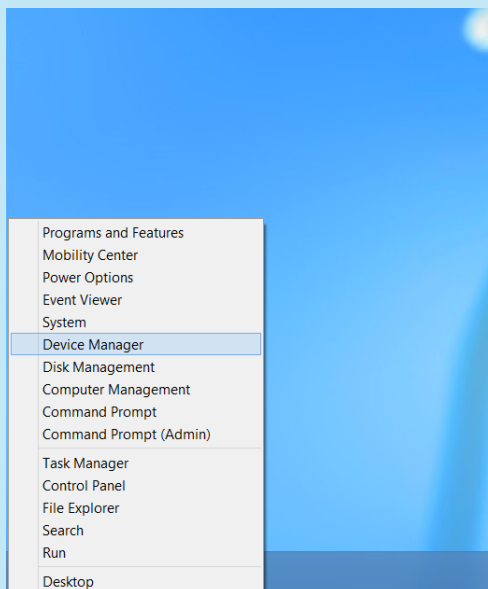 Programs and Features
Mobility Center
Power Options
Event Viewer
System
Device Manager
Disk Management
Computer Management
Command Prompt
Command Prompt (Admin)
Task Manager
Control Panel
File Explorer
Search
Run
Desktop